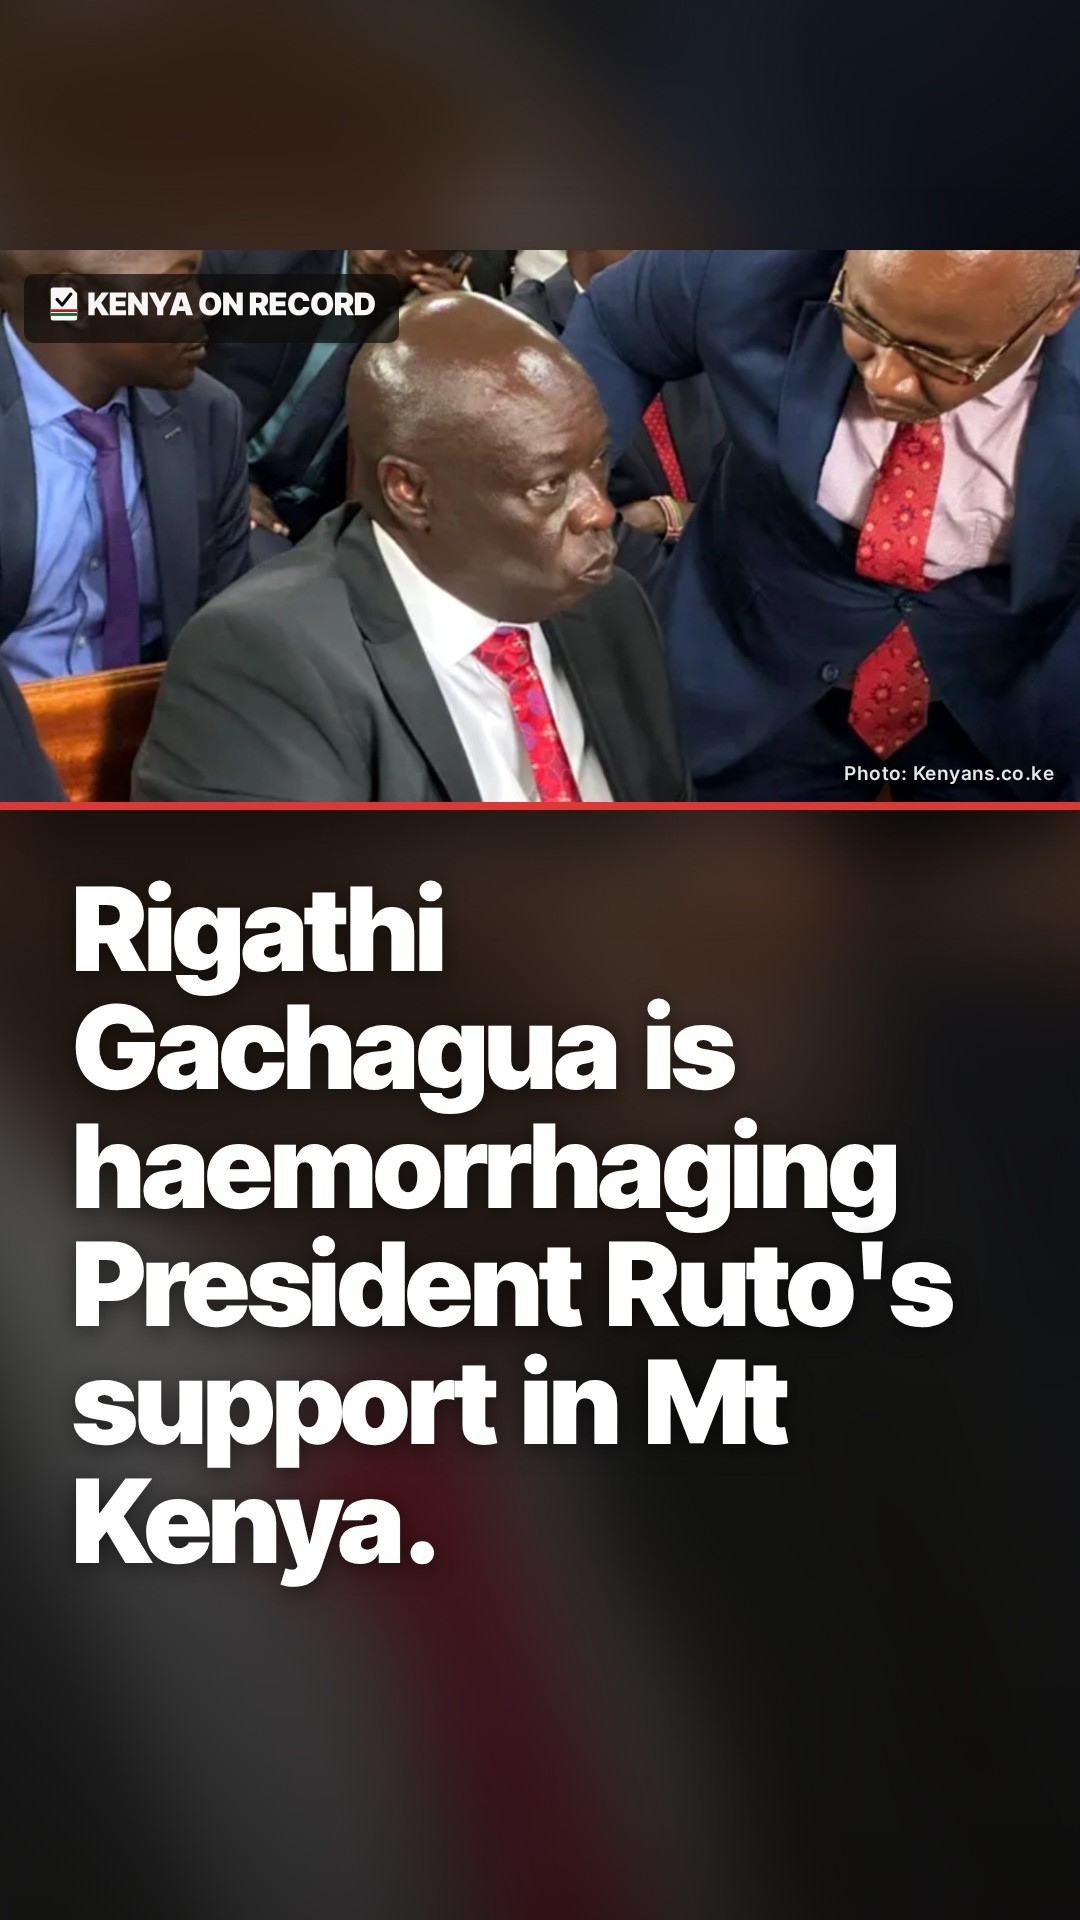 KENYA ON RECORD
Photo: Kenyans.co.ke
Rigathi
Gachagua is
haemorrhaging
President Ruto's
support in Mt
Kenya.